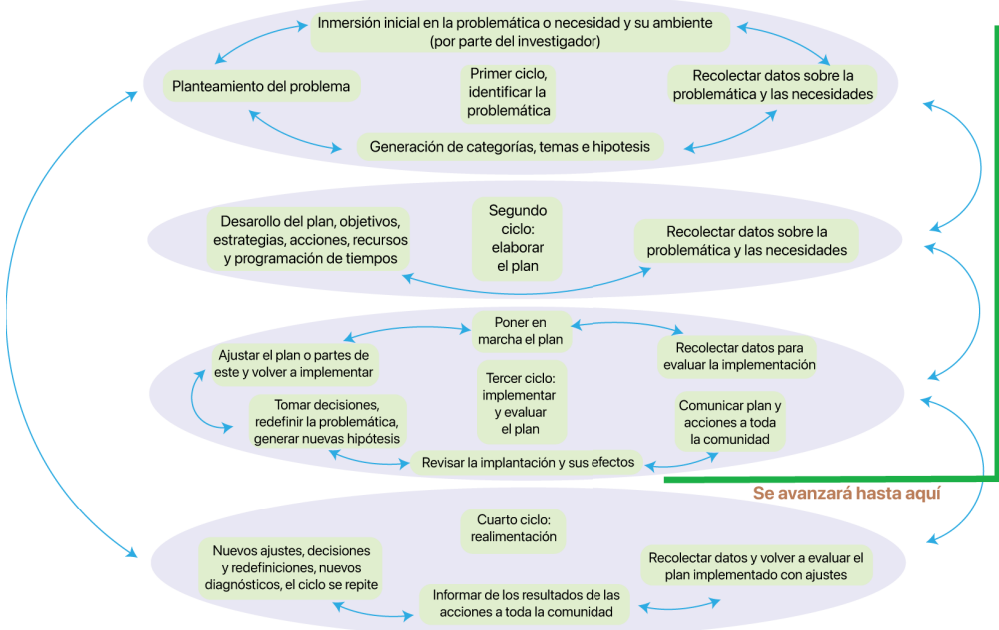 Inmersión inicial en la problemática o necesidad y su ambiente
(por parte del investigador)
Planteamiento del problema
Primer ciclo,
identificar la
problemática
Recolectar datos sobre la
problemática y las necesidades
Generación de categorías, temas e hipotesis
Desarollo del plan, objetivos,
estrategias, acciones, recursos
y programación de tiempos
Segundo
ciclo:
elaborar
el plan
Recolectar datos sobre la
problemática y las necesidades
Poner en
marcha el plan
Ajustar el plan o partes de
este y volver a implementar
Recolectar datos para
evaluar la implementación
Tercer ciclo:
implementar
y evaluar
el plan
Tomar decisiones,
redefinir la problemática,
generar nuevas hipótesis
Comunicar plan y
acciones a toda
la comunidad
Revisar la implantación y sus efectos
Se avanzará hasta aquí
Cuarto ciclo:
realimentación
Nuevos ajustes, decisiones
y redefiniciones, nuevos
diagnósticos, el ciclo se repite
Recolectar datos y volver a evaluar el
plan implementado con ajustes
Informar de los resultados de las
acciones a toda la comunidad